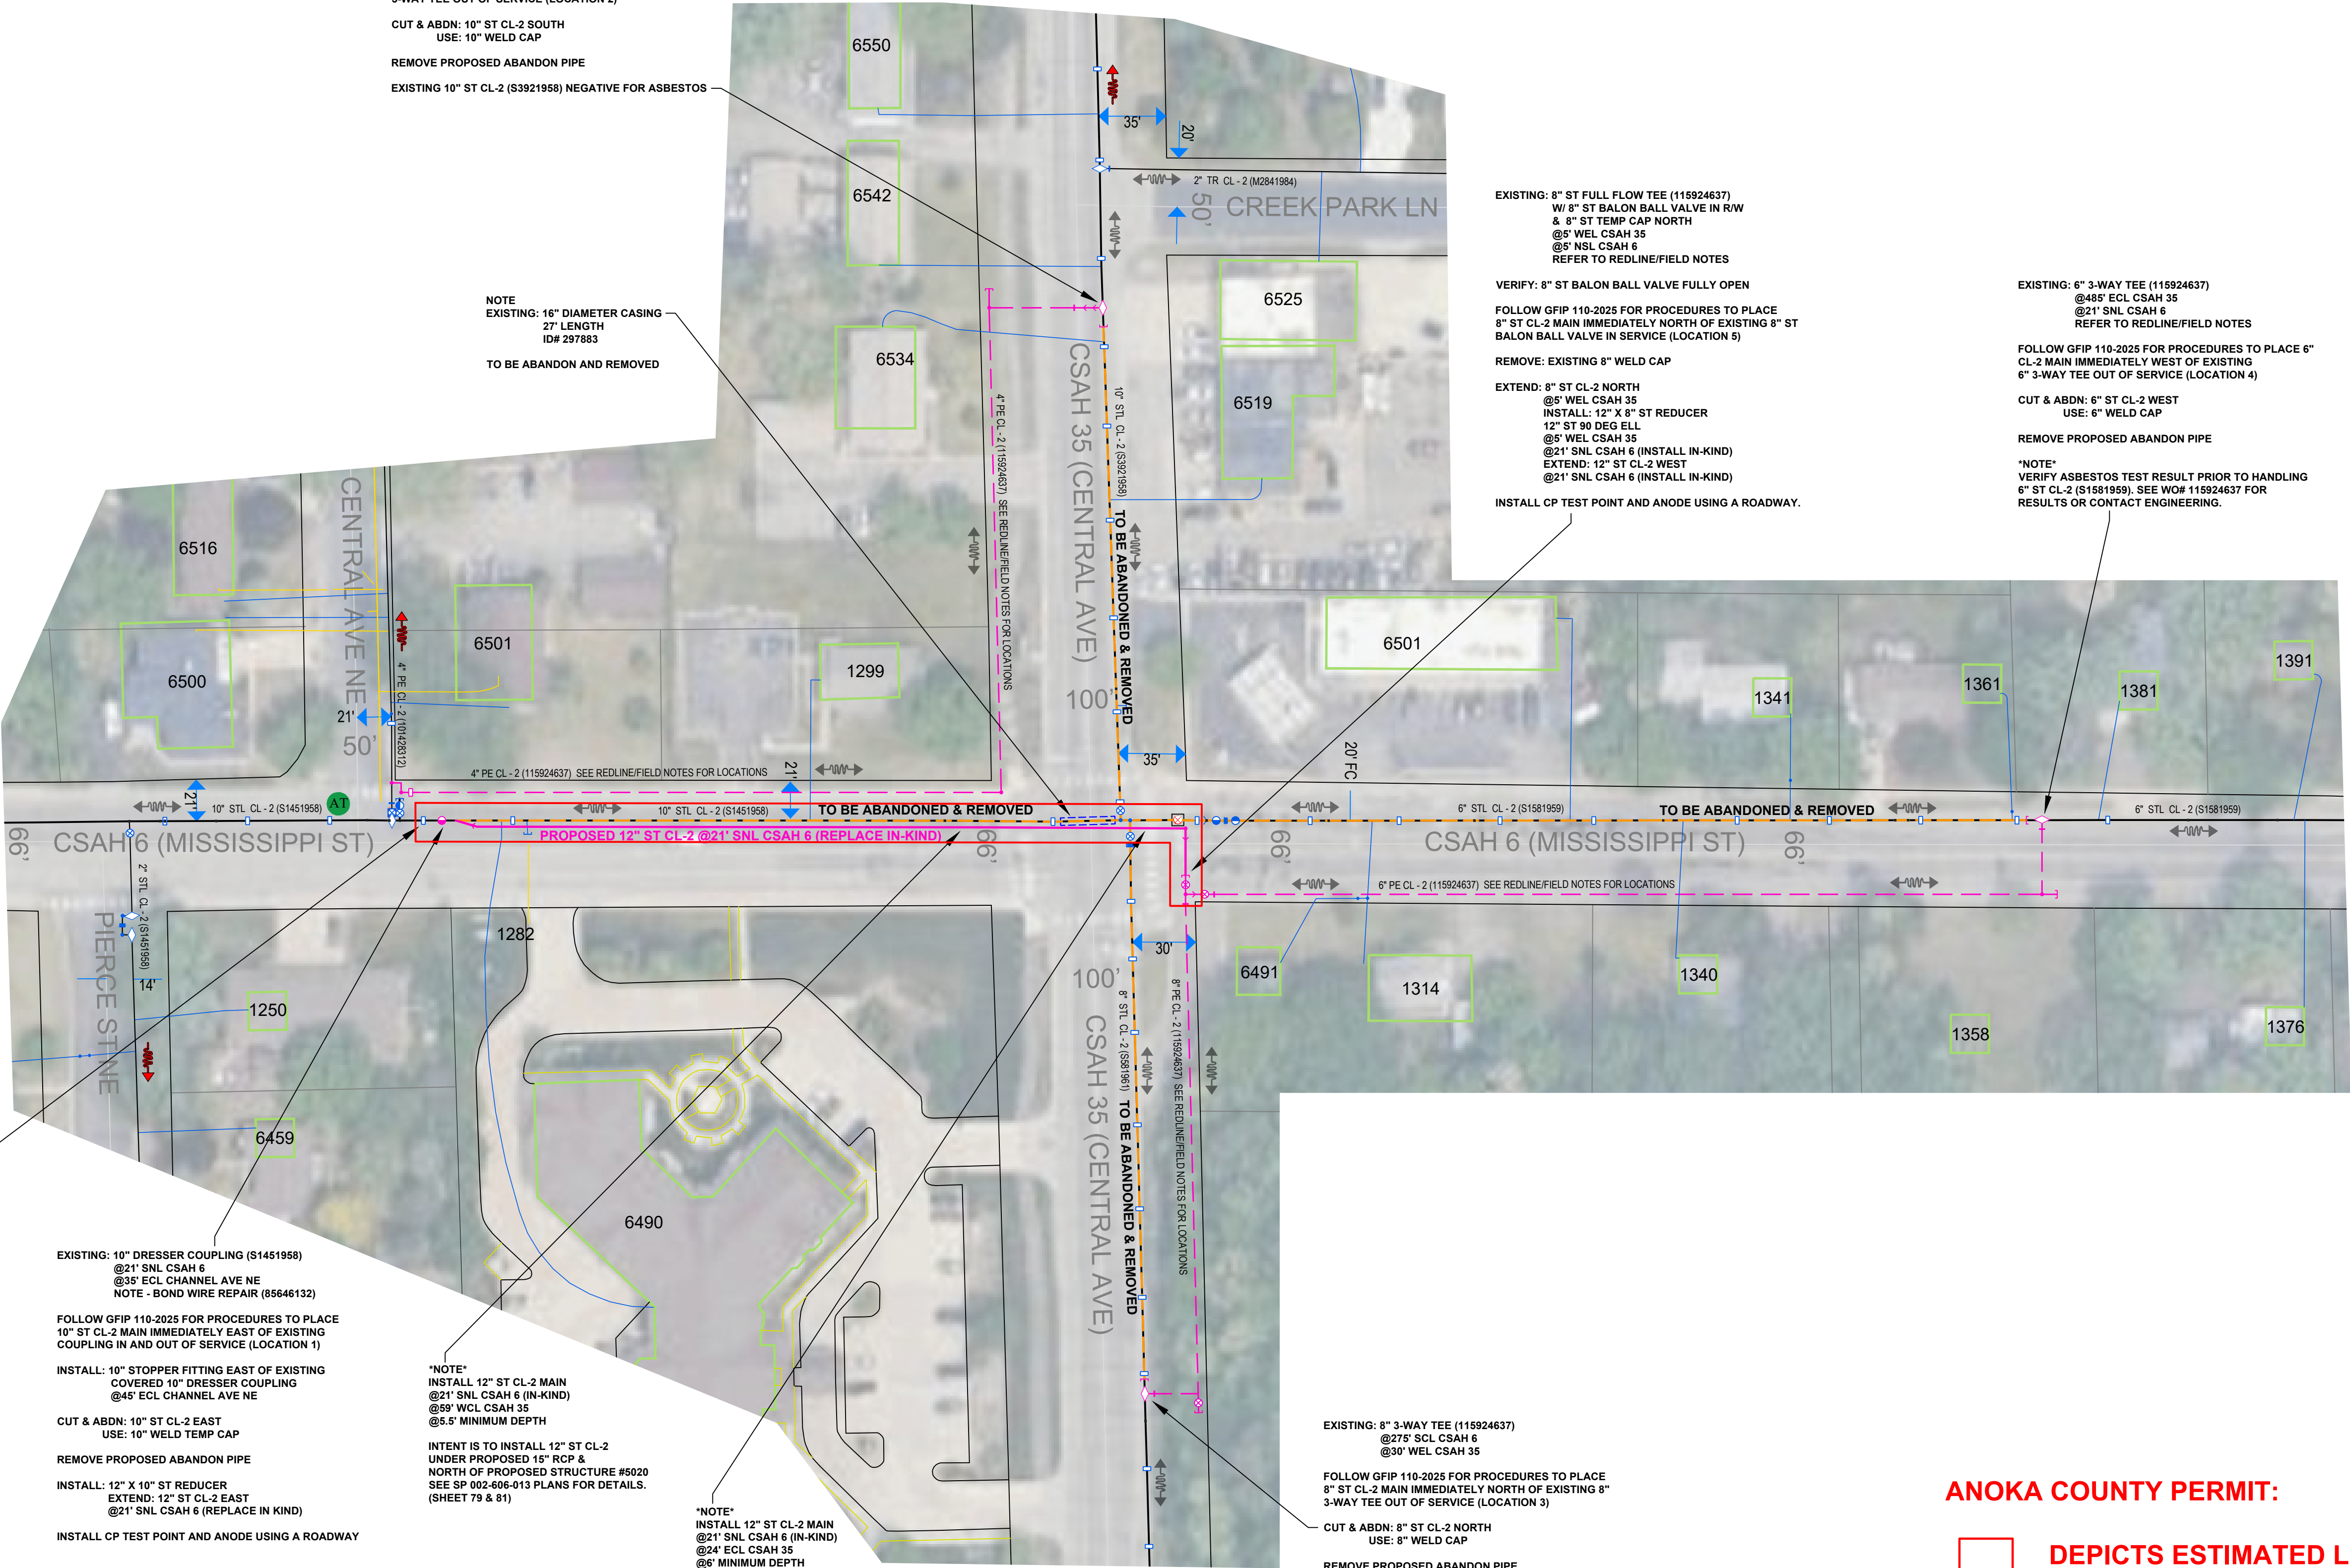 3-WAY TEE OUT OF SERVICE (LOCATION 2)
CUT & ABDN: 10" ST CL-2 SOUTH
USE: 10" WELD CAP
REMOVE PROPOSED ABANDON PIPE
EXISTING 10" ST CL-2 (S3921958) NEGATIVE FOR ASBESTOS
NOTE
EXISTING: 16" DIAMETER CASING
27' LENGTH
ID# 297883
TO BE ABANDON AND REMOVED
EXISTING: 8" ST FULL FLOW TEE (115924637)
W/ 8" ST BALON BALL VALVE IN R/W
& 8" ST TEMP CAP NORTH
@5' WEL CSAH 35
@5' NSL CSAH 6
REFER TO REDLINE/FIELD NOTES
VERIFY: 8" ST BALON BALL VALVE FULLY OPEN
FOLLOW GFIP 110-2025 FOR PROCEDURES TO PLACE
8" ST CL-2 MAIN IMMEDIATELY NORTH OF EXISTING 8" ST
BALON BALL VALVE IN SERVICE (LOCATION 5)
REMOVE: EXISTING 8" WELD CAP
EXTEND: 8" ST CL-2 NORTH
@5' WEL CSAH 35
INSTALL: 12" X 8" ST REDUCER
12" ST 90 DEG ELL
@5' WEL CSAH 35
@21' SNL CSAH 6 (INSTALL IN-KIND)
EXTEND: 12" ST CL-2 WEST
@21' SNL CSAH 6 (INSTALL IN-KIND)
INSTALL CP TEST POINT AND ANODE USING A ROADWAY.
EXISTING: 6" 3-WAY TEE (115924637)
@485' ECL CSAH 35
@21' SNL CSAH 6
REFER TO REDLINE/FIELD NOTES
FOLLOW GFIP 110-2025 FOR PROCEDURES TO PLACE 6"
CL-2 MAIN IMMEDIATELY WEST OF EXISTING
6" 3-WAY TEE OUT OF SERVICE (LOCATION 4)
CUT & ABDN: 6" ST CL-2 WEST
USE: 6" WELD CAP
REMOVE PROPOSED ABANDON PIPE
*NOTE*
VERIFY ASBESTOS TEST RESULT PRIOR TO HANDLING
6" ST CL-2 (S1581959). SEE WO# 115924637 FOR
RESULTS OR CONTACT ENGINEERING.
6550
35'
20'
6542
2" TR CL - 2 (M2841984)
50'
CREEK PARK LN
6525
6534
6519
CSAH 35 (CENTRAL AVE)
100'
10" STL CL - 2 (S3921958)
TO BE ABANDONED & REMOVED
4" PE CL - 2 (115924637) SEE REDLINE/FIELD NOTES FOR LOCATIONS
6516
CENTRAL AVE NE
50'
6501
6500
21'
4" PE CL - 2 (101428312)
1299
6501
1341
1361
1381
1391
35'
20' FC
4" PE CL - 2 (115924637) SEE REDLINE/FIELD NOTES FOR LOCATIONS
21'
21'
10" STL CL - 2 (S1451958)
AT
10" STL CL - 2 (S1451958)
TO BE ABANDONED & REMOVED
6" STL CL - 2 (S1581959)
TO BE ABANDONED & REMOVED
6" STL CL - 2 (S1581959)
66'
CSAH 6 (MISSISSIPPI ST)
PROPOSED 12" ST CL-2 @21' SNL CSAH 6 (REPLACE IN-KIND)
66'
66'
CSAH 6 (MISSISSIPPI ST)
66'
6" PE CL - 2 (115924637) SEE REDLINE/FIELD NOTES FOR LOCATIONS
2" STL CL - 2 (S1451958)
PIERCE ST NE
14'
1282
30'
1250
6491
1314
1340
1358
1376
6459
100'
CSAH 35 (CENTRAL AVE)
8" STL CL - 2 (S581961)
TO BE ABANDONED & REMOVED
8" PE CL - 2 (115924637) SEE REDLINE/FIELD NOTES FOR LOCATIONS
6490
EXISTING: 10" DRESSER COUPLING (S1451958)
@21' SNL CSAH 6
@35' ECL CHANNEL AVE NE
NOTE - BOND WIRE REPAIR (85646132)
FOLLOW GFIP 110-2025 FOR PROCEDURES TO PLACE
10" ST CL-2 MAIN IMMEDIATELY EAST OF EXISTING
COUPLING IN AND OUT OF SERVICE (LOCATION 1)
INSTALL: 10" STOPPER FITTING EAST OF EXISTING
COVERED 10" DRESSER COUPLING
@45' ECL CHANNEL AVE NE
CUT & ABDN: 10" ST CL-2 EAST
USE: 10" WELD TEMP CAP
REMOVE PROPOSED ABANDON PIPE
INSTALL: 12" X 10" ST REDUCER
EXTEND: 12" ST CL-2 EAST
@21' SNL CSAH 6 (REPLACE IN KIND)
INSTALL CP TEST POINT AND ANODE USING A ROADWAY
*NOTE*
INSTALL 12" ST CL-2 MAIN
@21' SNL CSAH 6 (IN-KIND)
@59' WCL CSAH 35
@5.5' MINIMUM DEPTH
INTENT IS TO INSTALL 12" ST CL-2
UNDER PROPOSED 15" RCP &
NORTH OF PROPOSED STRUCTURE #5020
SEE SP 002-606-013 PLANS FOR DETAILS.
(SHEET 79 & 81)
*NOTE*
INSTALL 12" ST CL-2 MAIN
@21' SNL CSAH 6 (IN-KIND)
@24' ECL CSAH 35
@6' MINIMUM DEPTH
EXISTING: 8" 3-WAY TEE (115924637)
@275' SCL CSAH 6
@30' WEL CSAH 35
FOLLOW GFIP 110-2025 FOR PROCEDURES TO PLACE
8" ST CL-2 MAIN IMMEDIATELY NORTH OF EXISTING 8"
3-WAY TEE OUT OF SERVICE (LOCATION 3)
CUT & ABDN: 8" ST CL-2 NORTH
USE: 8" WELD CAP
REMOVE PROPOSED ABANDON PIPE
ANOKA COUNTY PERMIT:
DEPICTS ESTIMATED L